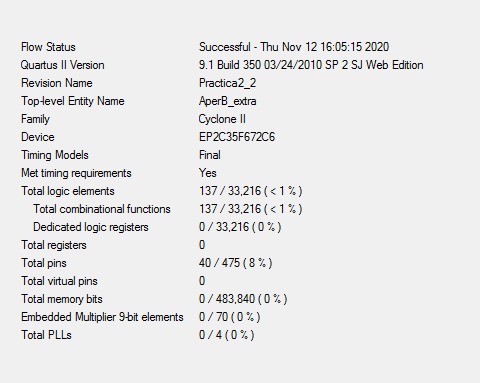 Flow Status Successful - Thu Nov 12 16:05:15 2020
Quartus II Version 9.1 Build 350 03/24/2010 SP 2 SJ Web Edition
Revision Name Practica2_2
Top-level Entity Name AperB_extra
Family Cyclone II
Device EP2C35F672C6
Timing Models Final
Met timing requirements Yes
Total logic elements 137 / 33,216 ( < 1 % )
Total combinational functions 137 / 33,216 ( < 1 % )
Dedicated logic registers 0 / 33,216 ( 0 % )
Total registers 0
Total pins 40 / 475 ( 8 % )
Total virtual pins 0
Total memory bits 0 / 483,840 ( 0 % )
Embedded Multiplier 9-bit elements 0 / 70 ( 0 % )
Total PLLs 0 / 4 ( 0 % )